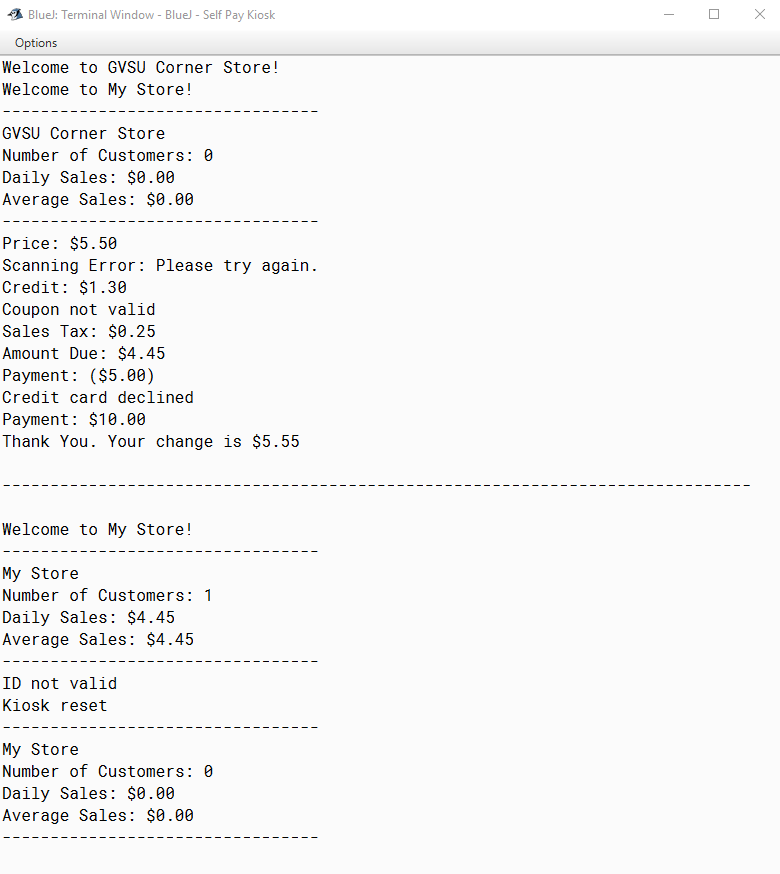 BlueJ: Terminal Window - BlueJ - Self Pay Kiosk
Options
Welcome to GVSU Corner Store!
Welcome to My Store!
---------------------------------
GVSU Corner Store
Number of Customers: 0
Daily Sales: $0.00
Average Sales: $0.00
---------------------------------
Price: $5.50
Scanning Error: Please try again.
Credit: $1.30
Coupon not valid
Sales Tax: $0.25
Amount Due: $4.45
Payment: ($5.00)
Credit card declined
Payment: $10.00
Thank You. Your change is $5.55
------------------------------------------------------------------------------
Welcome to My Store!
---------------------------------
My Store
Number of Customers: 1
Daily Sales: $4.45
Average Sales: $4.45
---------------------------------
ID not valid
Kiosk reset
---------------------------------
My Store
Number of Customers: 0
Daily Sales: $0.00
Average Sales: $0.00
---------------------------------